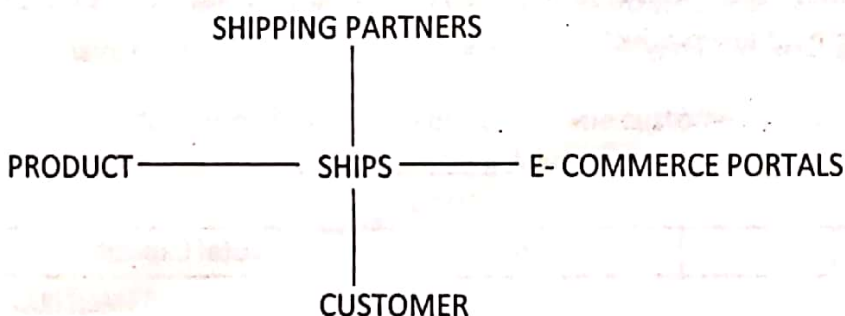 SHIPPING PARTNERS
PRODUCT SHIPS E- COMMERCE PORTALS
CUSTOMER